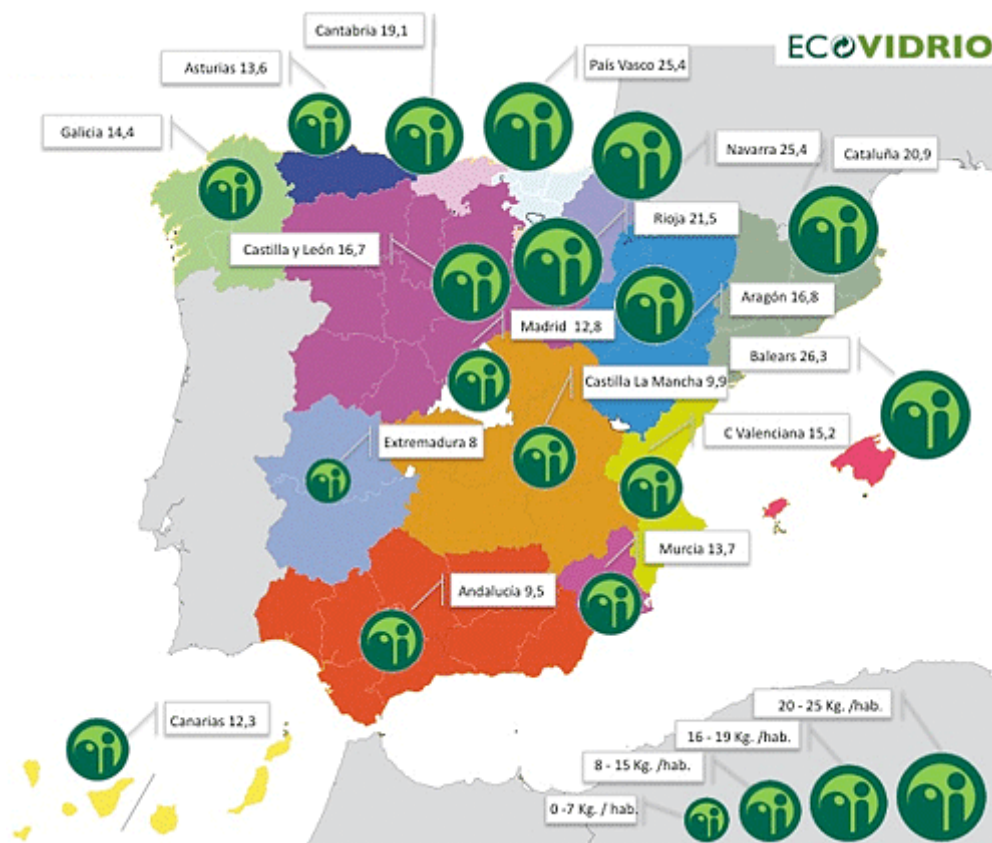 Cantabria 19,1
ECOVIDRIO
Asturias 13,6
País Vasco 25,4
Galicia 14,4
Navarra 25,4
Cataluña 20,9
Rioja 21,5
Castilla y León 16,7
Aragón 16,8
Madrid 12,8
Balears 26,3
Castilla La Mancha 9,9
C Valenciana 15,2
Extremadura 8
Murcia 13,7
Andalucía 9,5
Canarias 12,3
20 - 25 Kg. /hab.
16 - 19 Kg. /hab.
8 - 15 Kg. /hab.
0 -7 Kg. / hab.